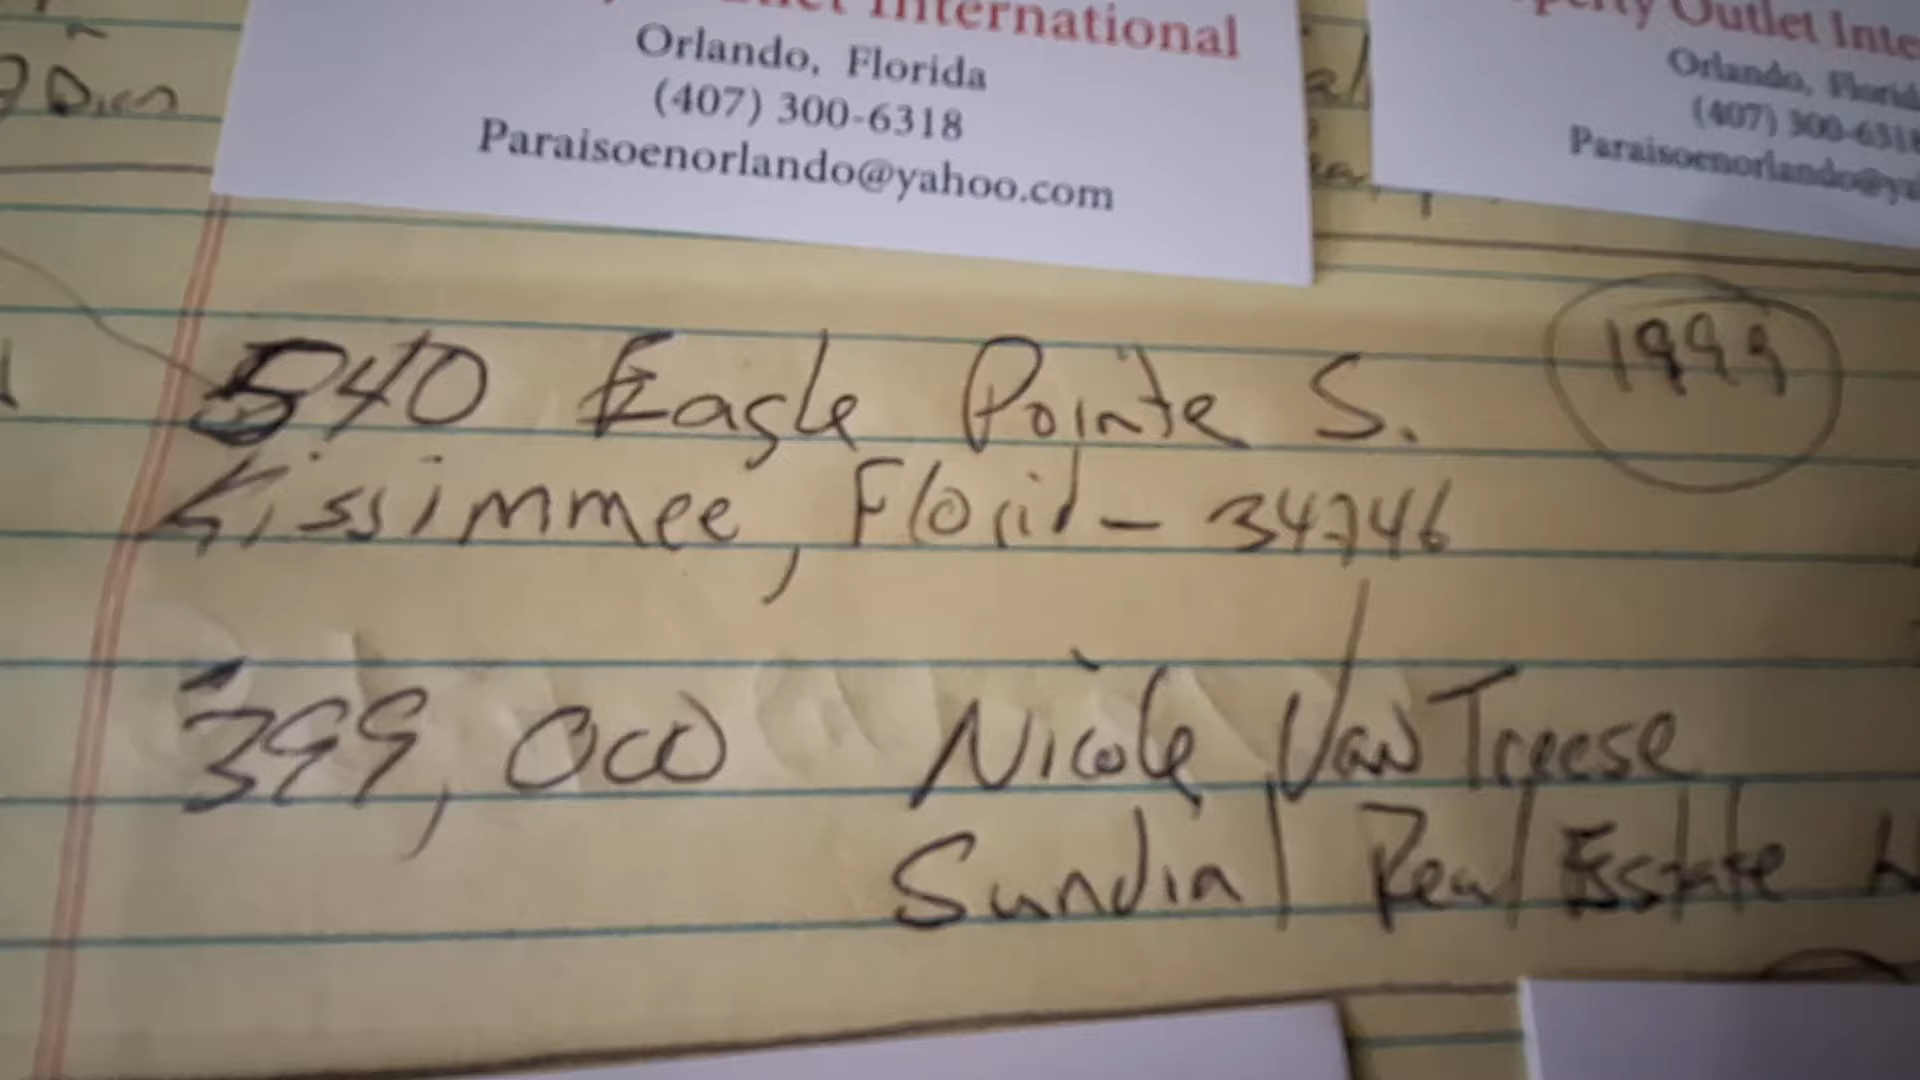 International
Orlando, Florida
(407) 300-6318
Paraisoenorlando@yahoo.com
Outlet Inte
Orlando, Florid
(407) 300-6318
Paraisoenorlando@ya
540 Eagle Pointe S.
1999
Kissimmee, Florid - 34746
399,000 Nicole Van Treese
Sundial Real Estate